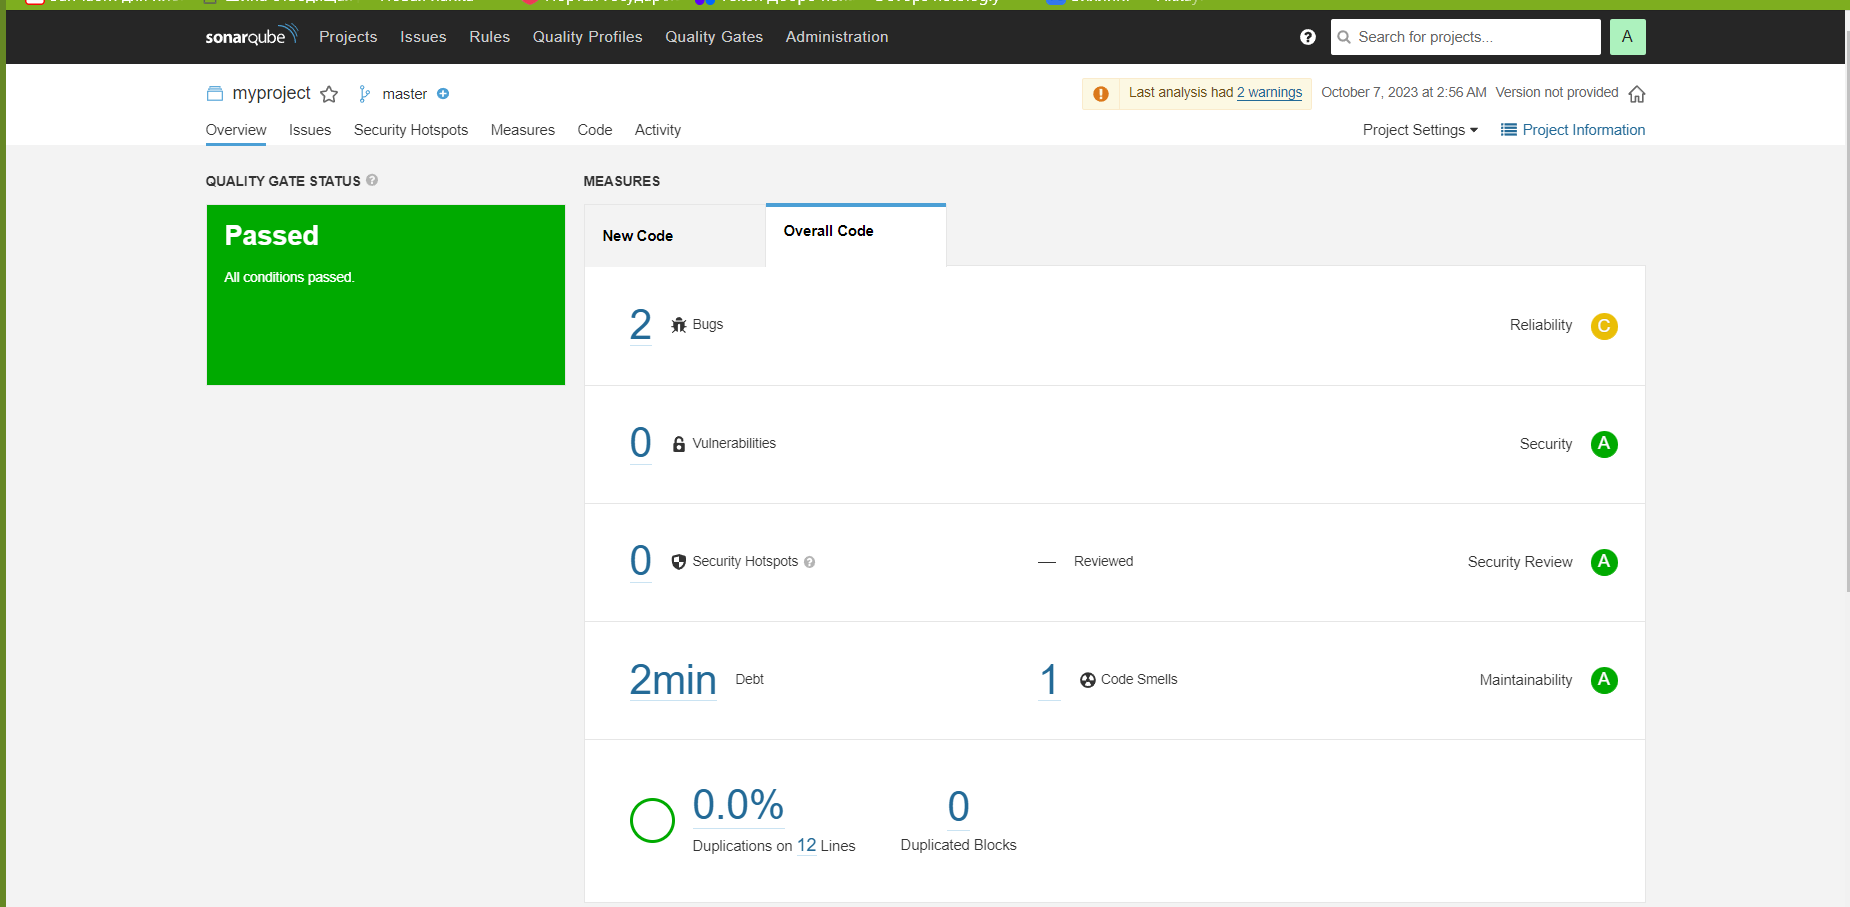 sonarqube Projects Issues Rules Quality Profiles Quality Gates Administration ? Search for projects... A
myproject master Last analysis had 2 warnings October 7, 2023 at 2:56 AM Version not provided
Overview Issues Security Hotspots Measures Code Activity Project Settings Project Information
QUALITY GATE STATUS ?
Passed
All conditions passed.
MEASURES
New Code
Overall Code
2 Bugs Reliability C
0 Vulnerabilities Security A
0 Security Hotspots ? — Reviewed Security Review A
2min Debt 1 Code Smells Maintainability A
0.0%
Duplications on 12 Lines
0
Duplicated Blocks